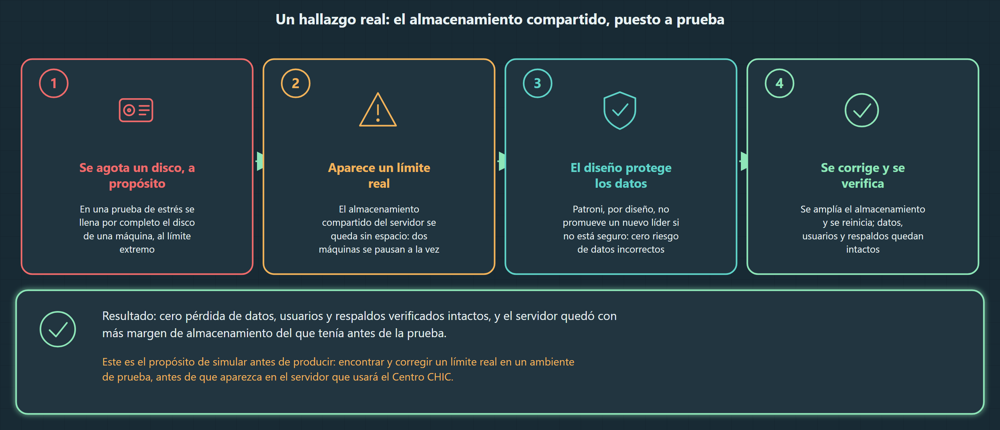 Un hallazgo real: el almacenamiento compartido, puesto a prueba
1
Se agota un disco, a
propósito
En una prueba de estrés se
llena por completo el disco
de una máquina, al límite
extremo
2
Aparece un límite
real
El almacenamiento
compartido del servidor se
queda sin espacio: dos
máquinas se pausan a la vez
3
El diseño protege
los datos
Patroni, por diseño, no
promueve un nuevo líder si
no está seguro: cero riesgo
de datos incorrectos
4
Se corrige y se
verifica
Se amplía el almacenamiento
y se reinicia; datos,
usuarios y respaldos quedan
intactos
Resultado: cero pérdida de datos, usuarios y respaldos verificados intactos, y el servidor quedó con
más margen de almacenamiento del que tenía antes de la prueba.
Este es el propósito de simular antes de producir: encontrar y corregir un límite real en un ambiente
de prueba, antes de que aparezca en el servidor que usará el Centro CHIC.